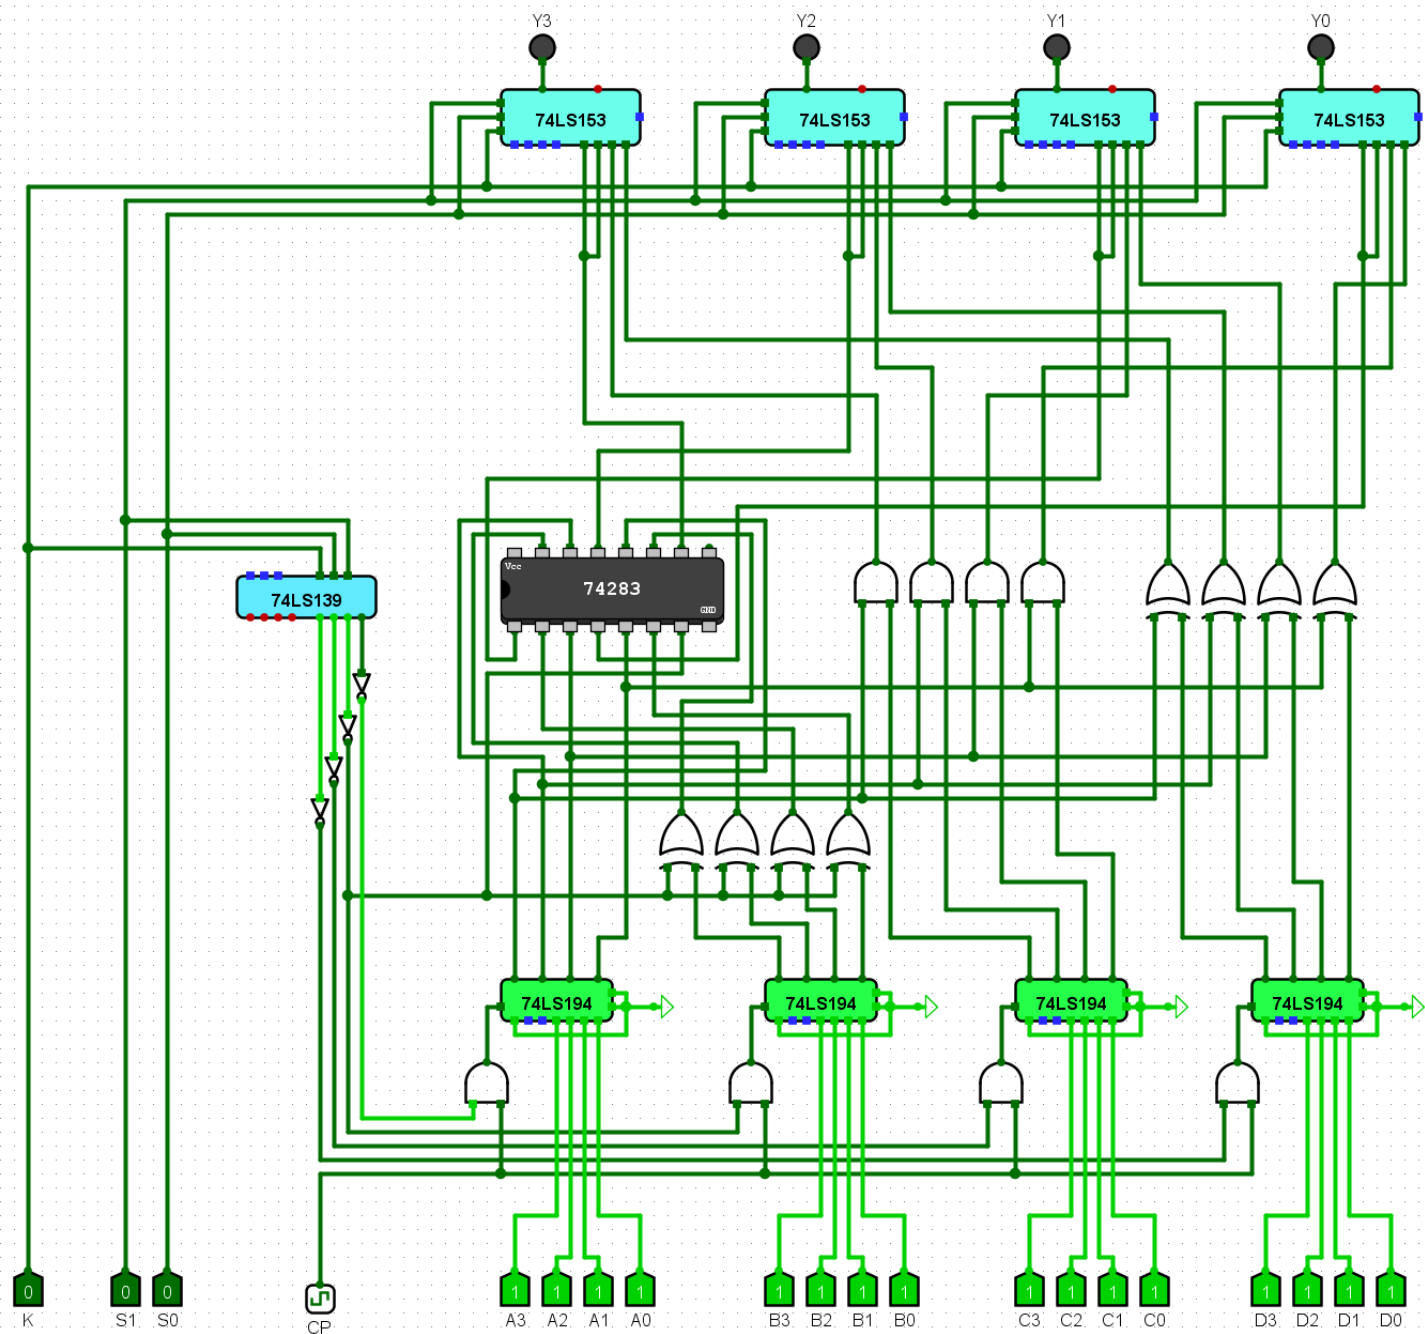 Y3 Y2 Y1 Y0
74LS153 74LS153 74LS153 74LS153
Vcc
74283
GND
74LS139
74LS194 74LS194 74LS194 74LS194
0 0 0 1 1 1 1 1 1 1 1 1 1 1 1 1 1 1 1
K S1 S0 CP A3 A2 A1 A0 B3 B2 B1 B0 C3 C2 C1 C0 D3 D2 D1 D0